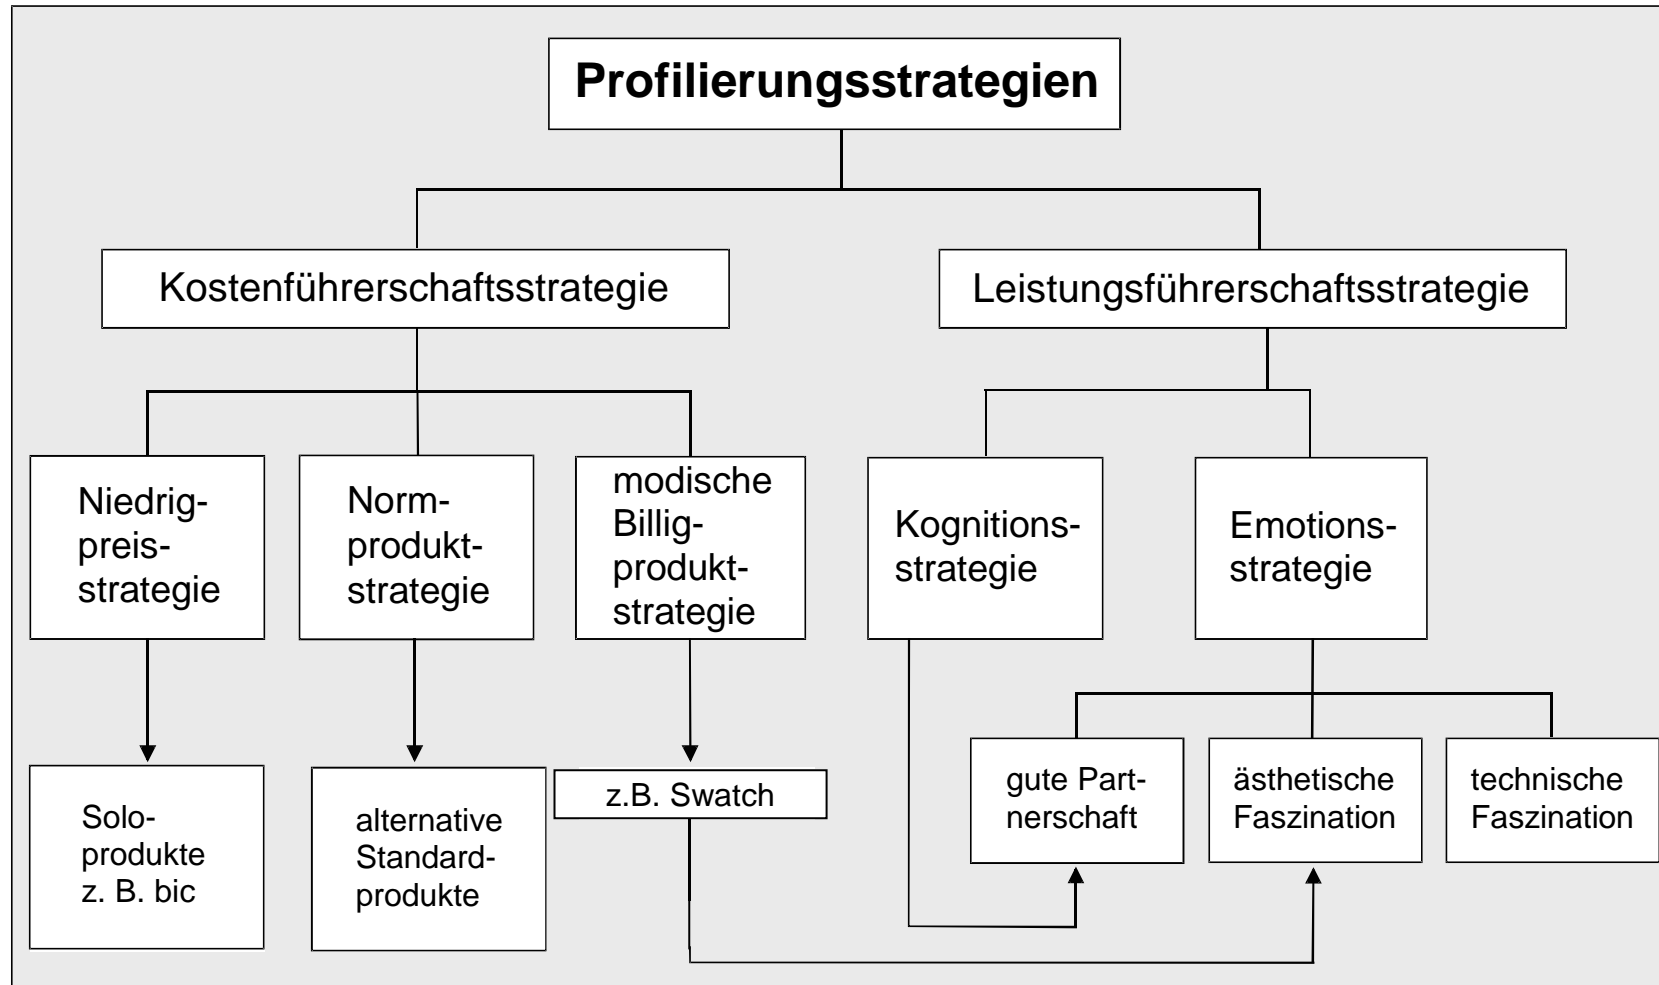 Profilierungsstrategien
Kostenführerschaftsstrategie
Leistungsführerschaftsstrategie
Niedrig-
preis-
strategie
Norm-
produkt-
strategie
modische
Billig-
produkt-
strategie
Kognitions-
strategie
Emotions-
strategie
Solo-
produkte
z. B. bic
alternative
Standard-
produkte
z.B. Swatch
gute Part-
nerschaft
ästhetische
Faszination
technische
Faszination